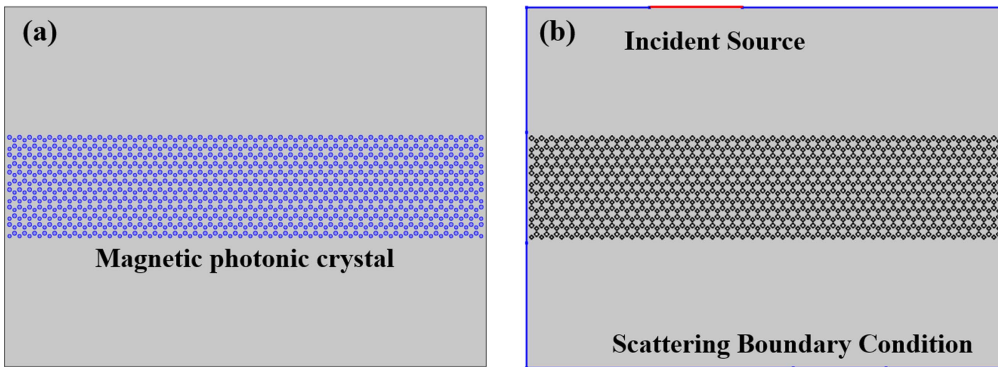 (a)
Magnetic photonic crystal
(b)
Incident Source
Scattering Boundary Condition